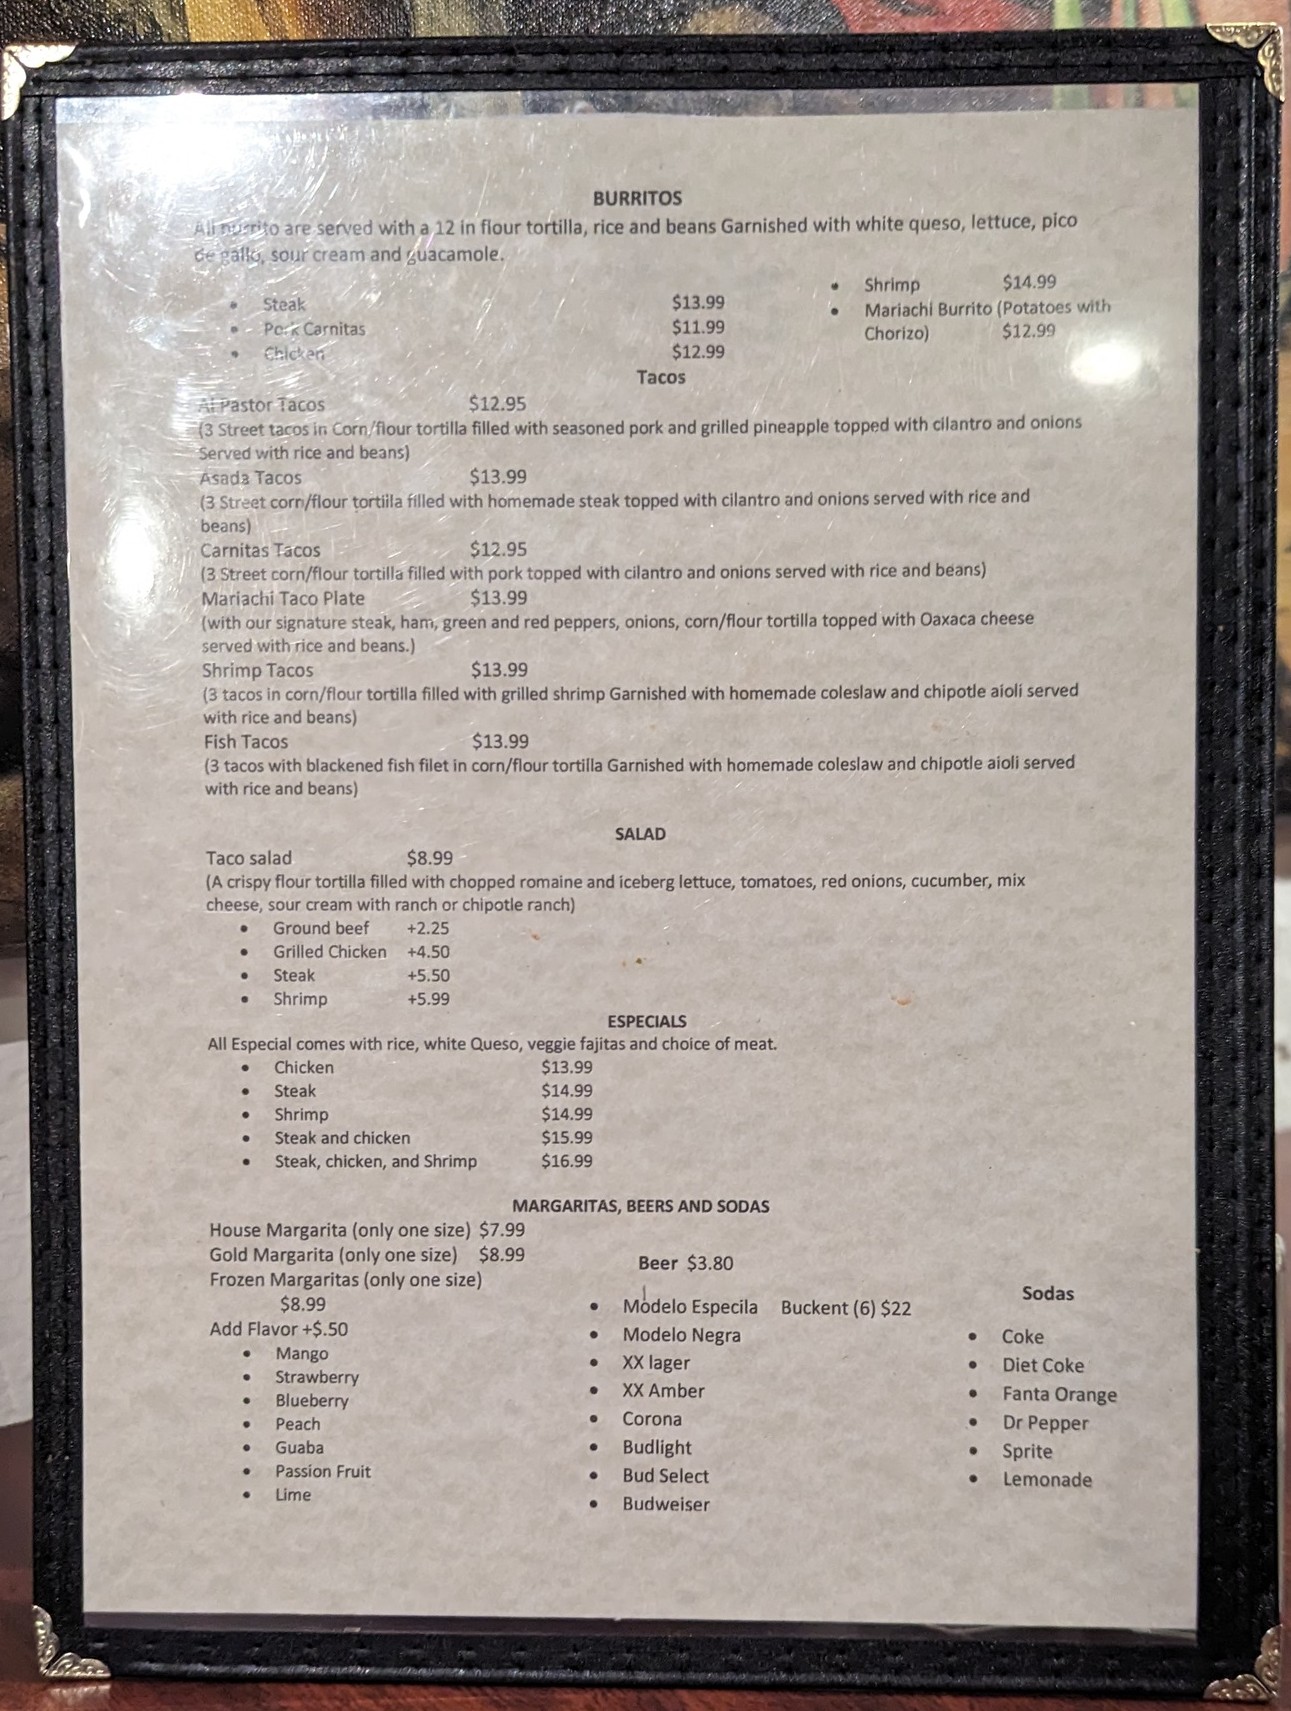 BURRITOS
All burrito are served with a 12 in flour tortilla, rice and beans Garnished with white queso, lettuce, pico
de gallo, sour cream and guacamole.
• Steak $13.99
• Pork Carnitas $11.99
• Chicken $12.99
• Shrimp $14.99
• Mariachi Burrito (Potatoes with
Chorizo) $12.99
Tacos
Al Pastor Tacos $12.95
(3 Street tacos in Corn/flour tortilla filled with seasoned pork and grilled pineapple topped with cilantro and onions
Served with rice and beans)
Asada Tacos $13.99
(3 Street corn/flour tortilla filled with homemade steak topped with cilantro and onions served with rice and
beans)
Carnitas Tacos $12.95
(3 Street corn/flour tortilla filled with pork topped with cilantro and onions served with rice and beans)
Mariachi Taco Plate $13.99
(with our signature steak, ham, green and red peppers, onions, corn/flour tortilla topped with Oaxaca cheese
served with rice and beans.)
Shrimp Tacos $13.99
(3 tacos in corn/flour tortilla filled with grilled shrimp Garnished with homemade coleslaw and chipotle aioli served
with rice and beans)
Fish Tacos $13.99
(3 tacos with blackened fish filet in corn/flour tortilla Garnished with homemade coleslaw and chipotle aioli served
with rice and beans)
SALAD
Taco salad $8.99
(A crispy flour tortilla filled with chopped romaine and iceberg lettuce, tomatoes, red onions, cucumber, mix
cheese, sour cream with ranch or chipotle ranch)
• Ground beef +2.25
• Grilled Chicken +4.50
• Steak +5.50
• Shrimp +5.99
ESPECIALS
All Especial comes with rice, white Queso, veggie fajitas and choice of meat.
• Chicken $13.99
• Steak $14.99
• Shrimp $14.99
• Steak and chicken $15.99
• Steak, chicken, and Shrimp $16.99
MARGARITAS, BEERS AND SODAS
House Margarita (only one size) $7.99
Gold Margarita (only one size) $8.99
Frozen Margaritas (only one size)
$8.99
Add Flavor +$.50
• Mango
• Strawberry
• Blueberry
• Peach
• Guaba
• Passion Fruit
• Lime
Beer $3.80
• Modelo Especila Buckent (6) $22
• Modelo Negra
• XX lager
• XX Amber
• Corona
• Budlight
• Bud Select
• Budweiser
Sodas
• Coke
• Diet Coke
• Fanta Orange
• Dr Pepper
• Sprite
• Lemonade